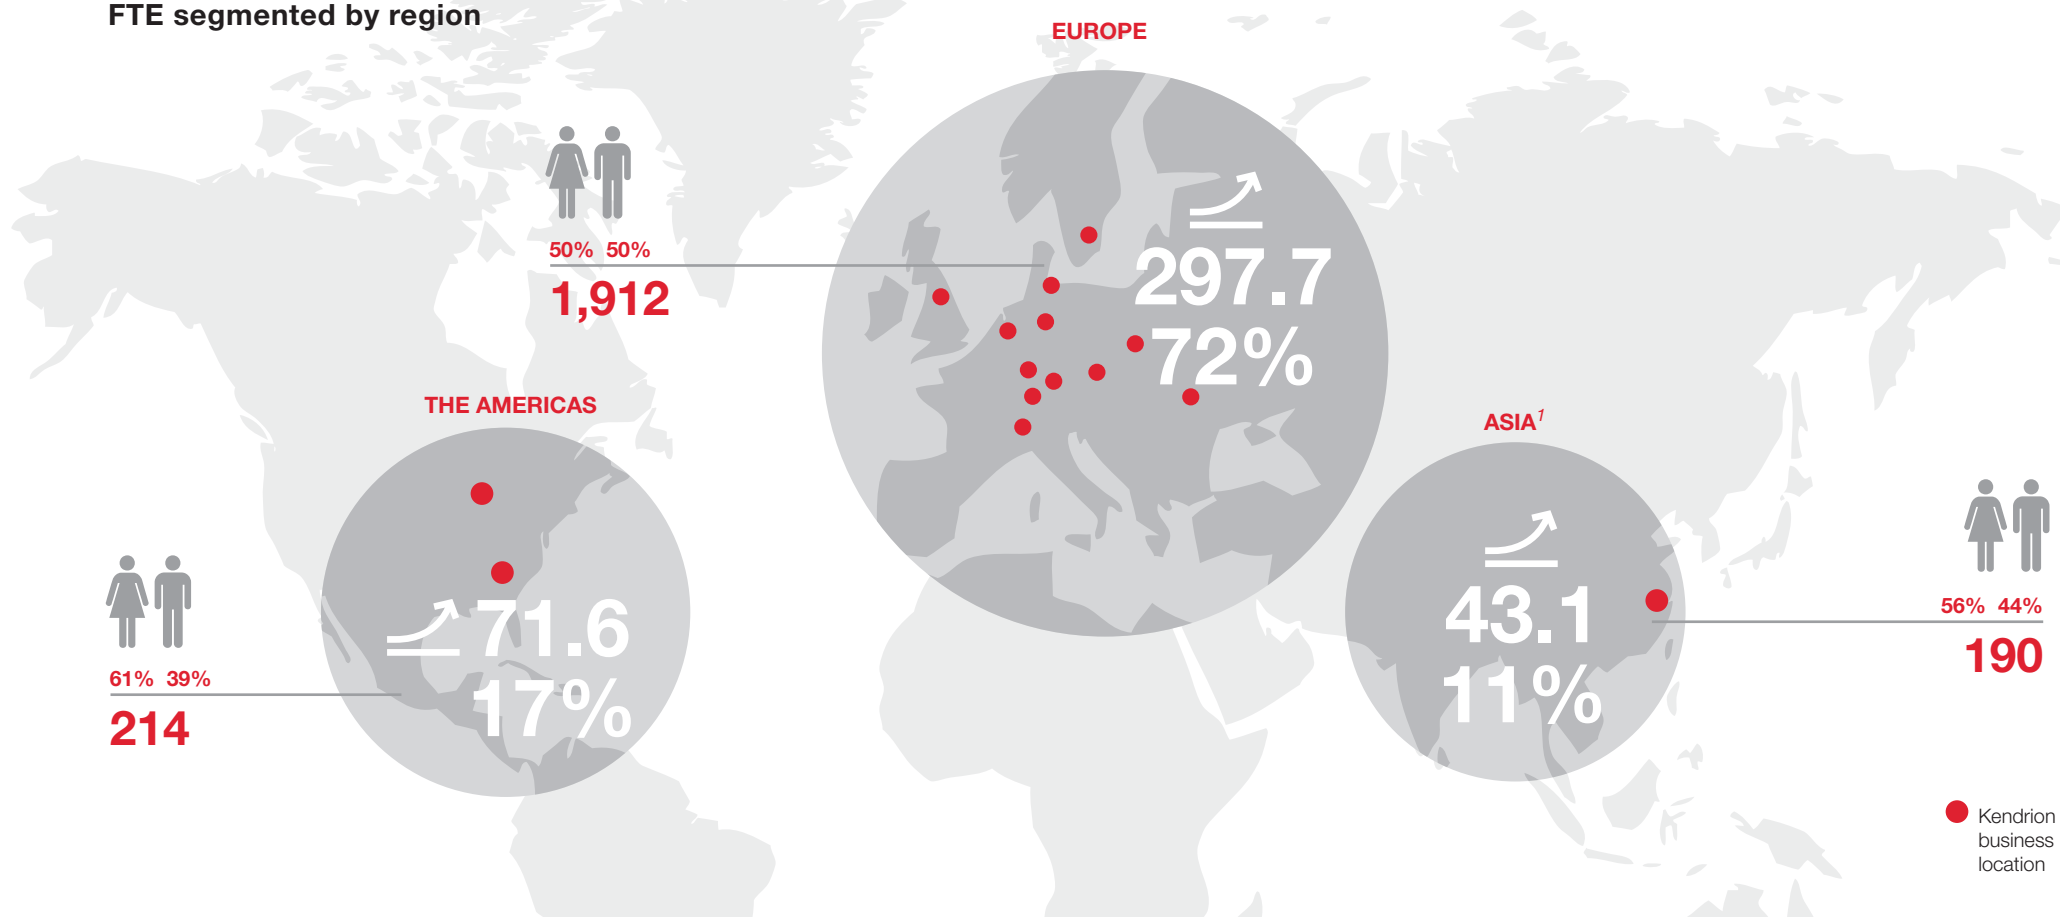 FTE segmented by region
EUROPE
50% 50%
1,912
297.7
72%
THE AMERICAS
61% 39%
214
71.6
17%
ASIA1
43.1
11%
56% 44%
190
Kendrion
business
location